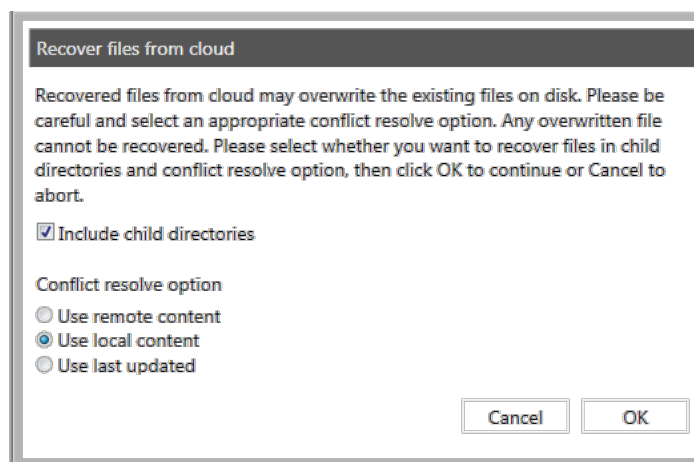 Recover files from cloud
Recovered files from cloud may overwrite the existing files on disk. Please be
careful and select an appropriate conflict resolve option. Any overwritten file
cannot be recovered. Please select whether you want to recover files in child
directories and conflict resolve option, then click OK to continue or Cancel to
abort.
Include child directories
Conflict resolve option
Use remote content
Use local content
Use last updated
Cancel OK